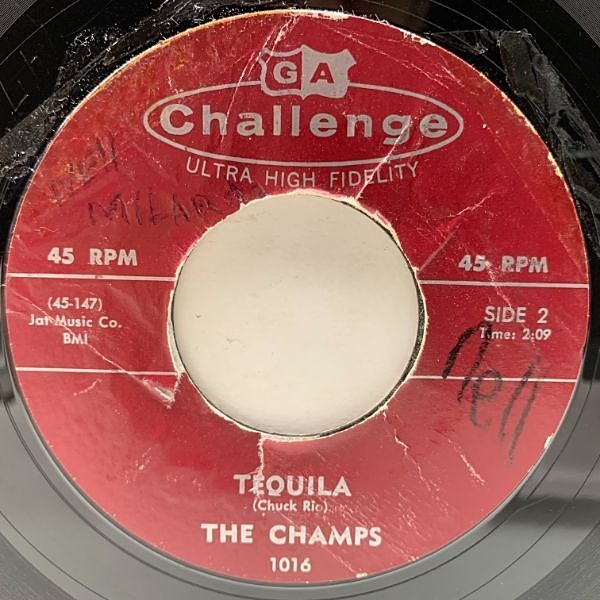 GA
Challenge
ULTRA HIGH FIDELITY
45 RPM
45 RPM
(45-147)
Jat Music Co.
BMI
SIDE 2
Time: 2:09
Nell
TEQUILA
(Chuck Rio)
THE CHAMPS
1016